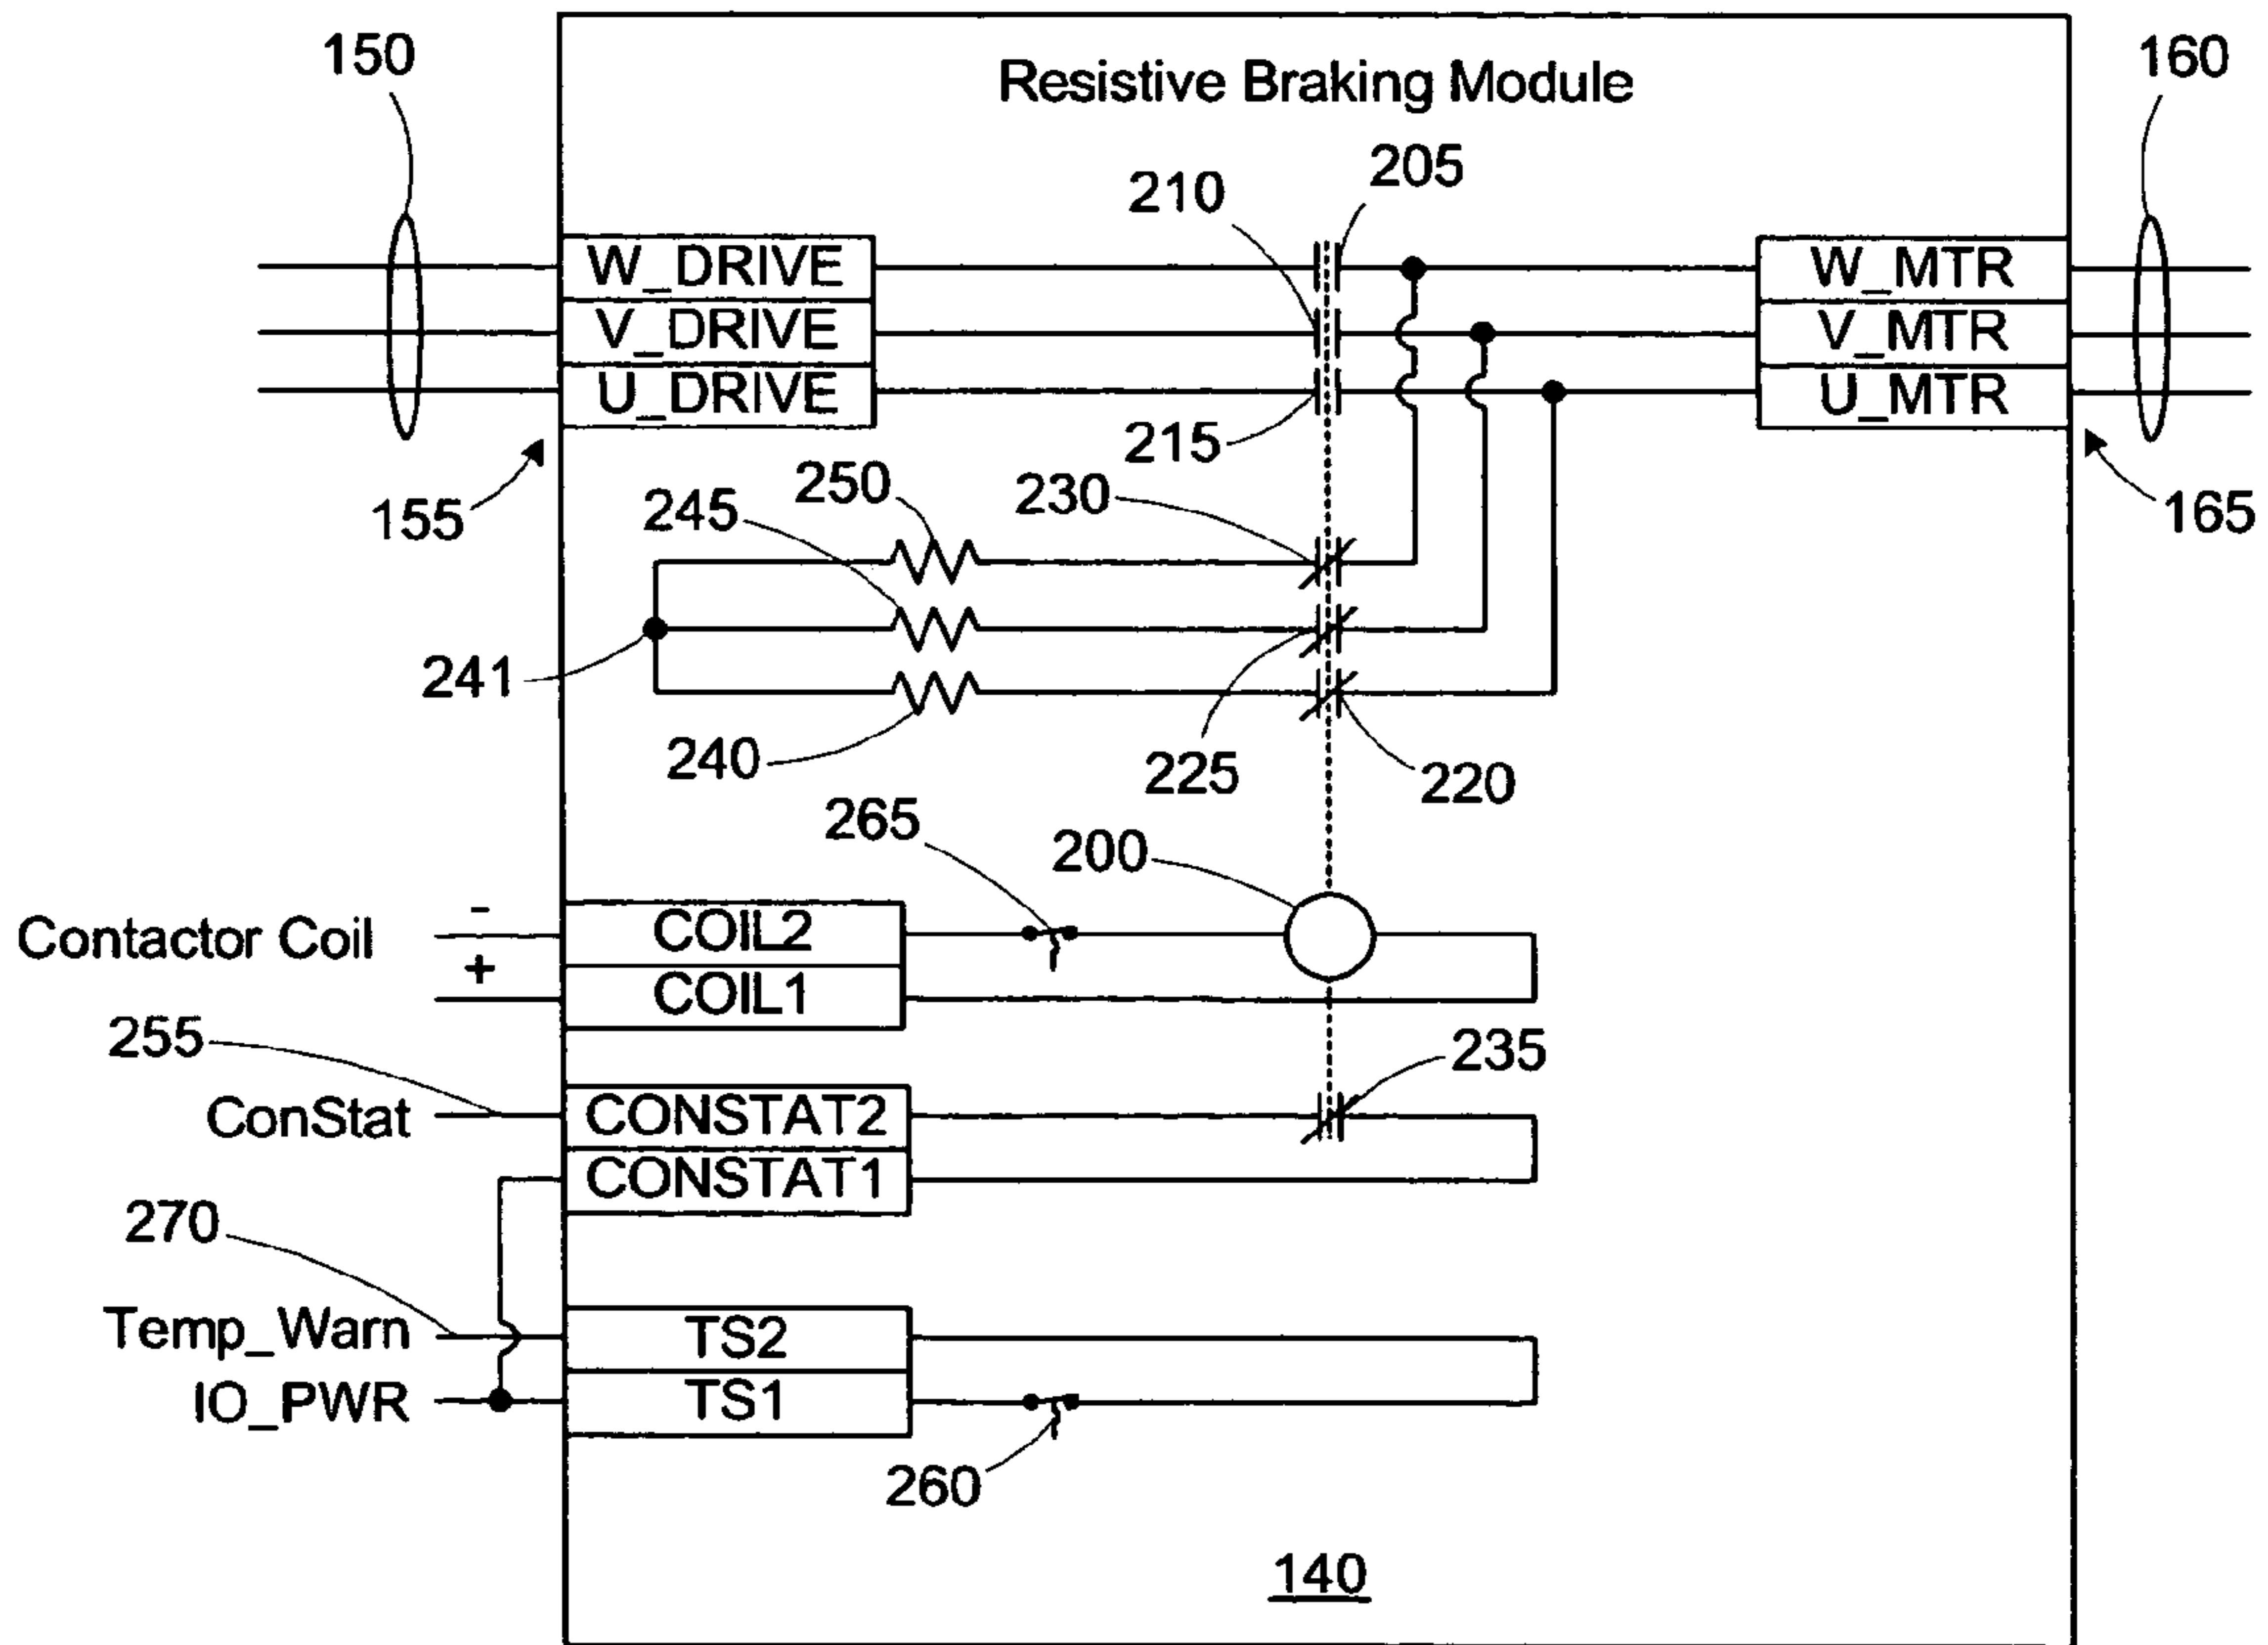 150
Resistive Braking Module
160
205
210
W_DRIVE
W_MTR
V_DRIVE
V_MTR
U_DRIVE
U_MTR
215
155
250
230
245
165
241
240
225
220
265
200
Contactor Coil
-
+
COIL2
COIL1
255
235
ConStat
CONSTAT2
CONSTAT1
270
Temp_Warn
TS2
IO_PWR
TS1
260
140